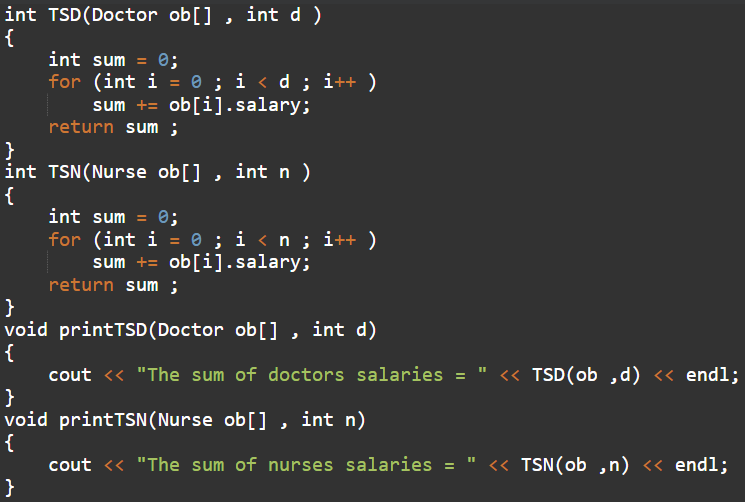 int TSD(Doctor ob[] , int d )
{
    int sum = 0;
    for (int i = 0 ; i < d ; i++ )
        sum += ob[i].salary;
    return sum ;
}
int TSN(Nurse ob[] , int n )
{
    int sum = 0;
    for (int i = 0 ; i < n ; i++ )
        sum += ob[i].salary;
    return sum ;
}
void printTSD(Doctor ob[] , int d)
{
    cout << "The sum of doctors salaries = " << TSD(ob ,d) << endl;
}
void printTSN(Nurse ob[] , int n)
{
    cout << "The sum of nurses salaries = " << TSN(ob ,n) << endl;
}